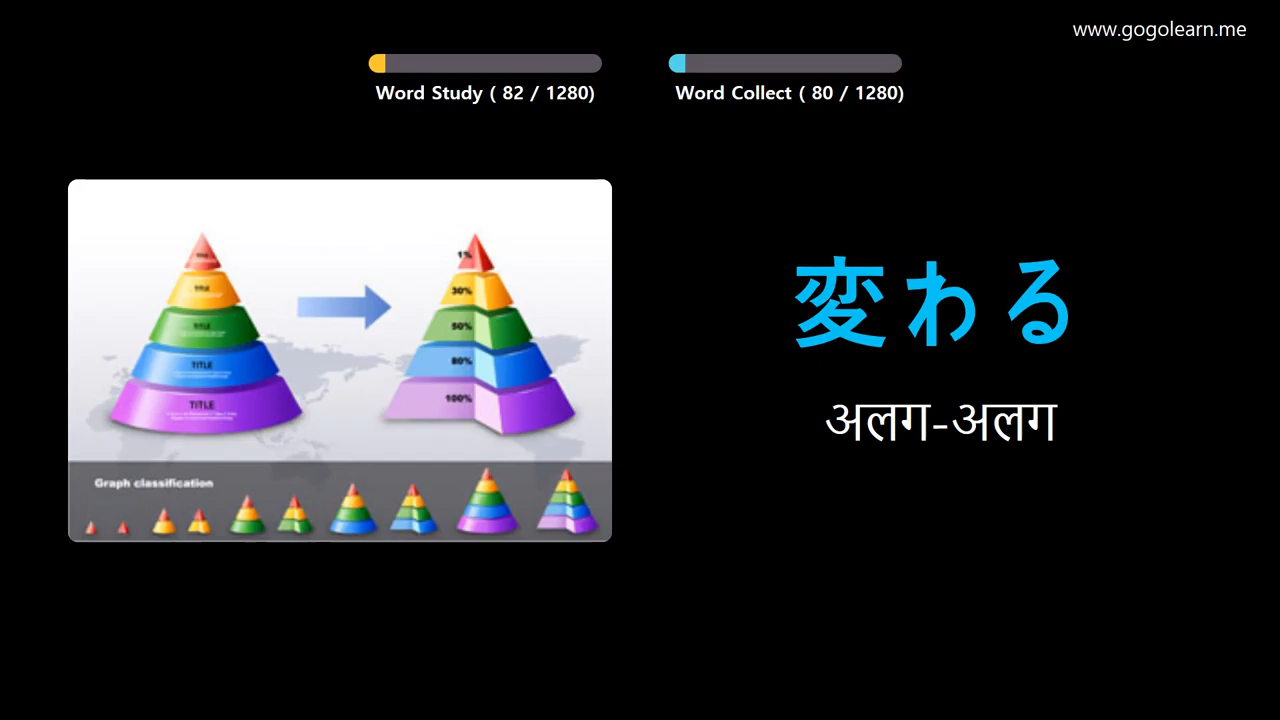 www.gogolearn.me
Word Study ( 82 / 1280)
Word Collect ( 80 / 1280)
変わる
अलग-अलग
TITLE
TITLE
TITLE
TITLE
1%
30%
50%
80%
100%
Graph classification